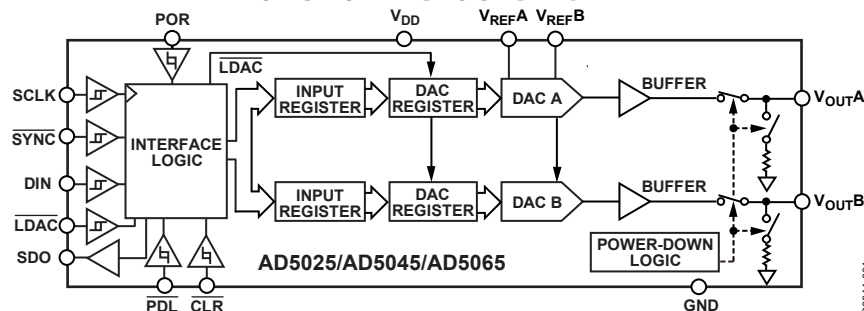 POR
VDD
VREFA
VREFB
LDAC
SCLK
SYNC
DIN
LDAC
SDO
INTERFACE
LOGIC
INPUT
REGISTER
DAC
REGISTER
DAC A
BUFFER
VOUTA
INPUT
REGISTER
DAC
REGISTER
DAC B
BUFFER
VOUTB
POWER-DOWN
LOGIC
AD5025/AD5045/AD5065
PDL
CLR
GND